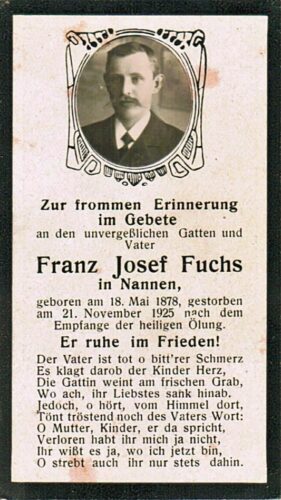 Zur frommen Erinnerung
im Gebete
an den unvergeßlichen Gatten und
Vater
Franz Josef Fuchs
in Nannen,
geboren am 18. Mai 1878, gestorben
am 21. November 1925 nach dem
Empfange der heiligen Ölung.
Er ruhe im Frieden!
Der Vater ist tot o bitt'rer Schmerz
Es klagt darob der Kinder Herz,
Die Gattin weint am frischen Grab,
Wo ach, ihr Liebstes sank hinab.
Jedoch, o hört, vom Himmel dort,
Tönt tröstend noch des Vaters Wort:
O Mutter, Kinder, er da spricht,
Verloren habt ihr mich ja nicht,
Ihr wißt es ja, wo ich jetzt bin,
O strebt auch ihr nur stets dahin.